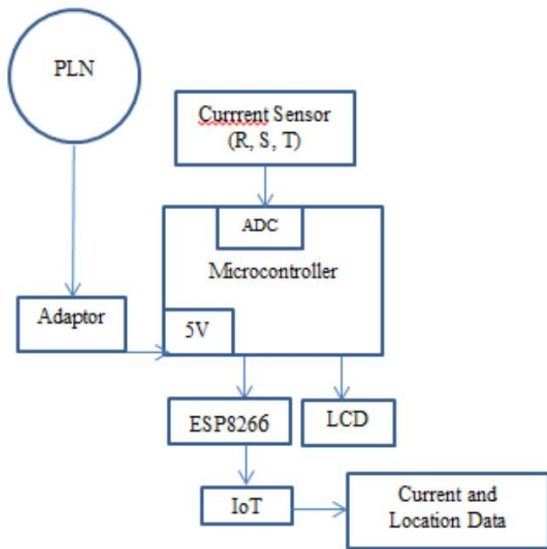 PLN
Currrent Sensor
(R, S, T)
ADC
Microcontroller
Adaptor
5V
ESP8266
LCD
IoT
Current and
Location Data